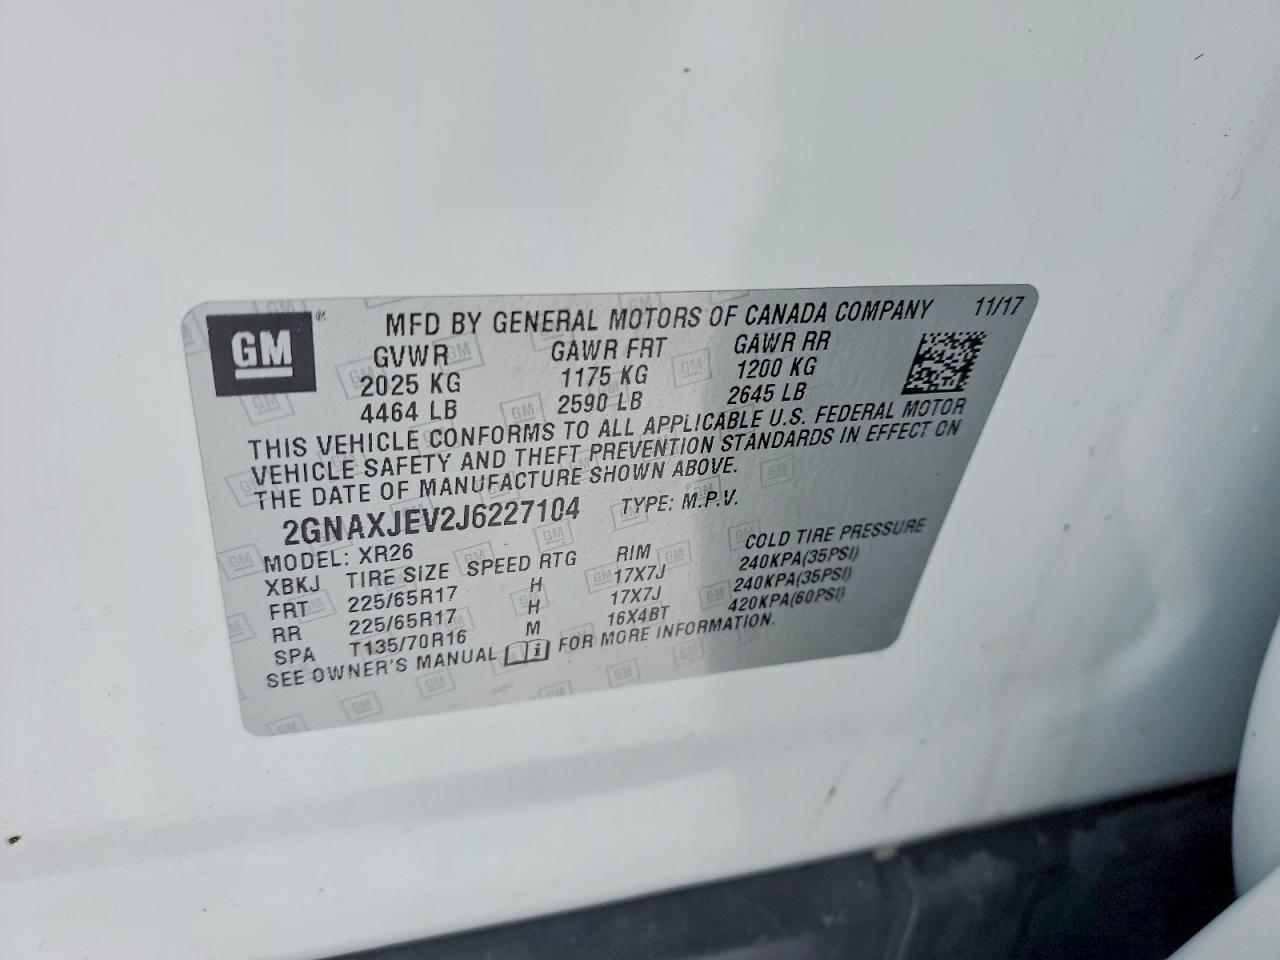 GM
MFD BY GENERAL MOTORS OF CANADA COMPANY 11/17
GVWR GAWR FRT GAWR RR
2025 KG 1175 KG 1200 KG
4464 LB 2590 LB 2645 LB
THIS VEHICLE CONFORMS TO ALL APPLICABLE U.S. FEDERAL MOTOR
VEHICLE SAFETY AND THEFT PREVENTION STANDARDS IN EFFECT ON
THE DATE OF MANUFACTURE SHOWN ABOVE.
2GNAXJEV2J6227104 TYPE: M.P.V.
MODEL: XR26
XBKJ TIRE SIZE SPEED RTG RIM COLD TIRE PRESSURE
FRT 225/65R17 H 17X7J 240KPA(35PSI)
RR 225/65R17 H 17X7J 240KPA(35PSI)
SPA T135/70R16 M 16X4BT 420KPA(60PSI)
SEE OWNER'S MANUAL i FOR MORE INFORMATION.